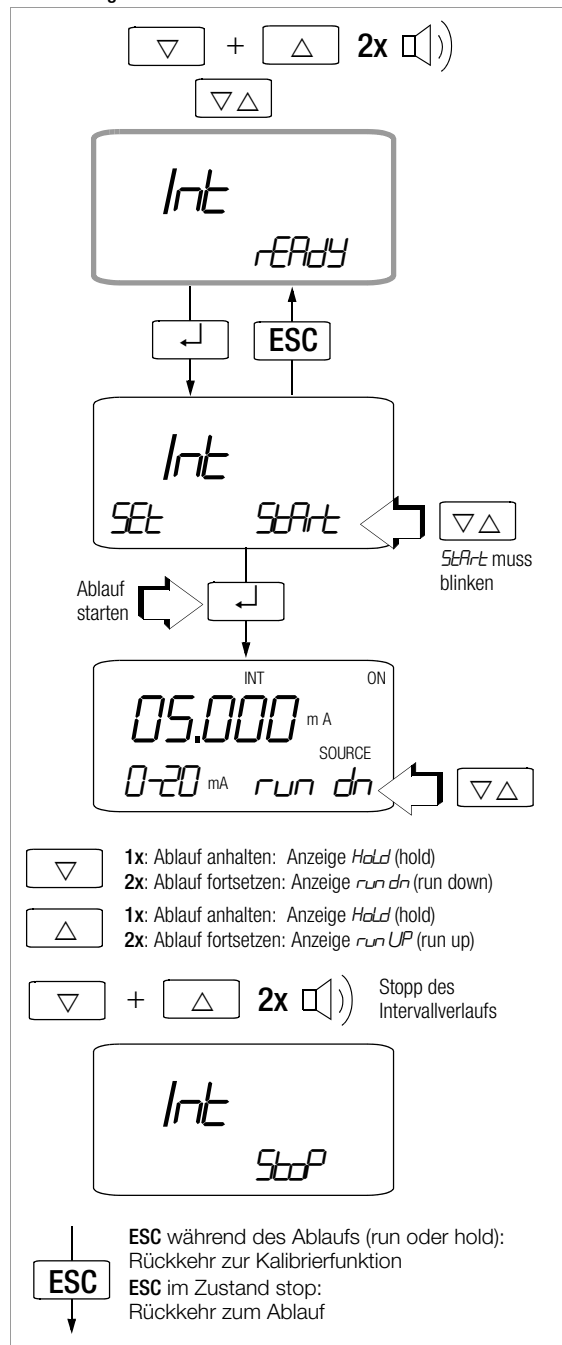 ▽ + △ 2x
▽△
Int
rEAdY
↵ ESC
Int
SEt StArt
▽△
StArt muss
blinken
Ablauf
starten
↵
INT ON
05.000 mA
SOURCE
0-20 mA run dn
▽△
▽ 1x: Ablauf anhalten: Anzeige HoLd (hold)
2x: Ablauf fortsetzen: Anzeige run dn (run down)
△ 1x: Ablauf anhalten: Anzeige HoLd (hold)
2x: Ablauf fortsetzen: Anzeige run UP (run up)
▽ + △ 2x Stopp des
Intervallverlaufs
Int
StoP
ESC während des Ablaufs (run oder hold):
Rückkehr zur Kalibrierfunktion
ESC
ESC im Zustand stop:
Rückkehr zum Ablauf